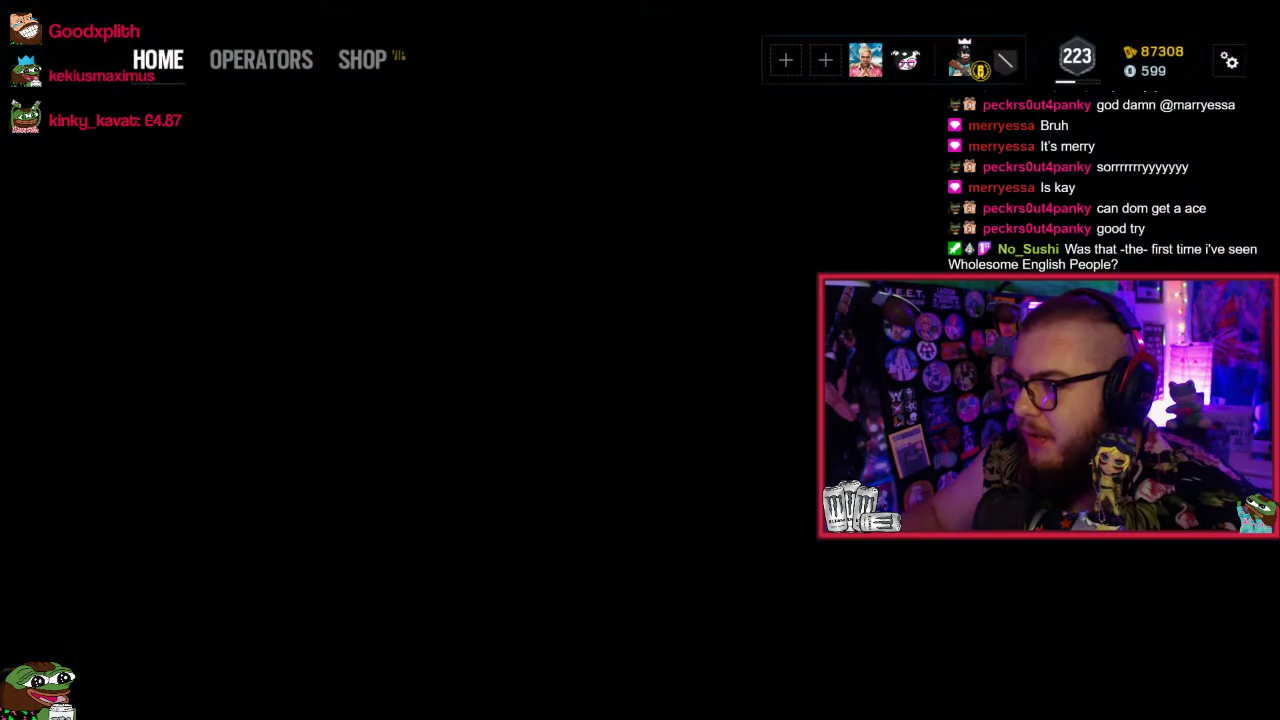 Goodxplith
HOME OPERATORS SHOP
223
87308
599
kekiusmaximus
kinky_kavat: £4.87
peckrs0ut4panky god damn @marryessa
merryessa Bruh
merryessa It's merry
peckrs0ut4panky sorrrrrrryyyyyyy
merryessa Is kay
peckrs0ut4panky can dom get a ace
peckrs0ut4panky good try
No_Sushi Was that -the- first time i've seen
Wholesome English People?